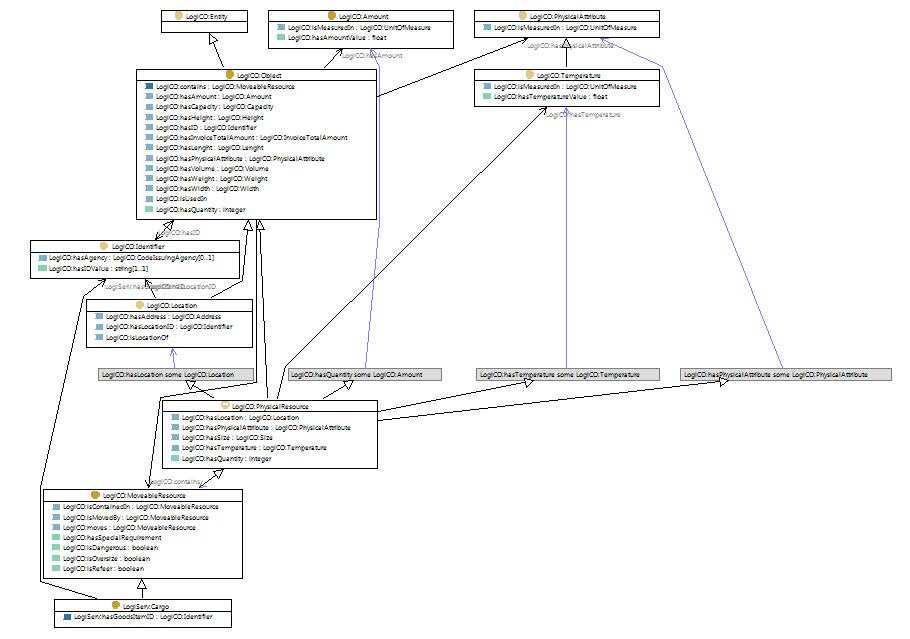 LogiCO:Entity
LogiCO:Amount
LogiCO:isMeasuredIn : LogiCO:UnitOfMeasure
LogiCO:hasAmountValue : float
LogiCO:PhysicalAttribute
LogiCO:isMeasuredIn : LogiCO:UnitOfMeasure
LogiCO:hasPhysicalAttribute
LogiCO:hasAmount
LogiCO:Object
LogiCO:contains : LogiCO:MoveableResource
LogiCO:hasAmount : LogiCO:Amount
LogiCO:hasCapacity : LogiCO:Capacity
LogiCO:hasHeight : LogiCO:Height
LogiCO:hasID : LogiCO:Identifier
LogiCO:hasInvoiceTotalAmount : LogiCO:InvoiceTotalAmount
LogiCO:hasLenght : LogiCO:Lenght
LogiCO:hasPhysicalAttribute : LogiCO:PhysicalAttribute
LogiCO:hasVolume : LogiCO:Volume
LogiCO:hasWeight : LogiCO:Weight
LogiCO:hasWidth : LogiCO:Width
LogiCO:isUsedIn
LogiCO:hasQuantity : integer
LogiCO:Temperature
LogiCO:isMeasuredIn : LogiCO:UnitOfMeasure
LogiCO:hasTemperatureValue : float
LogiCO:hasTemperature
LogiCO:hasID
LogiCO:Identifier
LogiCO:hasAgency : LogiCO:CodeIssuingAgency[0..1]
LogiCO:hasIDValue : string[1..1]
LogiCO:Location
LogiCO:hasAddress : LogiCO:Address
LogiCO:hasLocationID : LogiCO:Identifier
LogiCO:isLocationOf
LogiCO:hasLocation some LogiCO:Location
LogiCO:hasQuantity some LogiCO:Amount
LogiCO:hasTemperature some LogiCO:Temperature
LogiCO:hasPhysicalAttribute some LogiCO:PhysicalAttribute
LogiCO:PhysicalResource
LogiCO:hasLocation : LogiCO:Location
LogiCO:hasPhysicalAttribute : LogiCO:PhysicalAttribute
LogiCO:hasSize : LogiCO:Size
LogiCO:hasTemperature : LogiCO:Temperature
LogiCO:hasQuantity : integer
LogiCO:contains
LogiCO:MoveableResource
LogiCO:isContainedIn : LogiCO:MoveableResource
LogiCO:isMovedBy : LogiCO:MoveableResource
LogiCO:moves : LogiCO:MoveableResource
LogiCO:hasSpecialRequirement
LogiCO:isDangerous : boolean
LogiCO:isOversize : boolean
LogiCO:isReefer : boolean
LogiServ:Cargo
LogiServ:hasGoodsItemID : LogiCO:Identifier